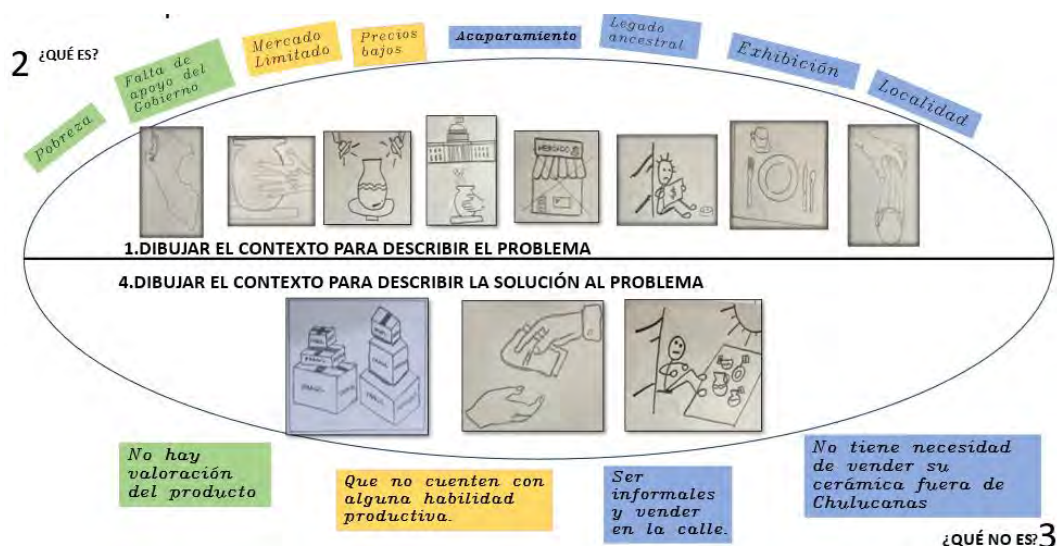 2 ¿QUÉ ES?
Pobreza
Falta de
apoyo del
Gobierno
Mercado
Limitado
Precios
bajos
Acaparamiento
Legado
ancestral
Exhibición
Localidad
MERCADO
$
1.DIBUJAR EL CONTEXTO PARA DESCRIBIR EL PROBLEMA
4.DIBUJAR EL CONTEXTO PARA DESCRIBIR LA SOLUCIÓN AL PROBLEMA
FRAGIL
FRAGIL
No hay
valoración
del producto
Que no cuenten con
alguna habilidad
productiva.
Ser
informales
y vender
en la calle.
No tiene necesidad
de vender su
cerámica fuera de
Chulucanas
¿QUÉ NO ES?3